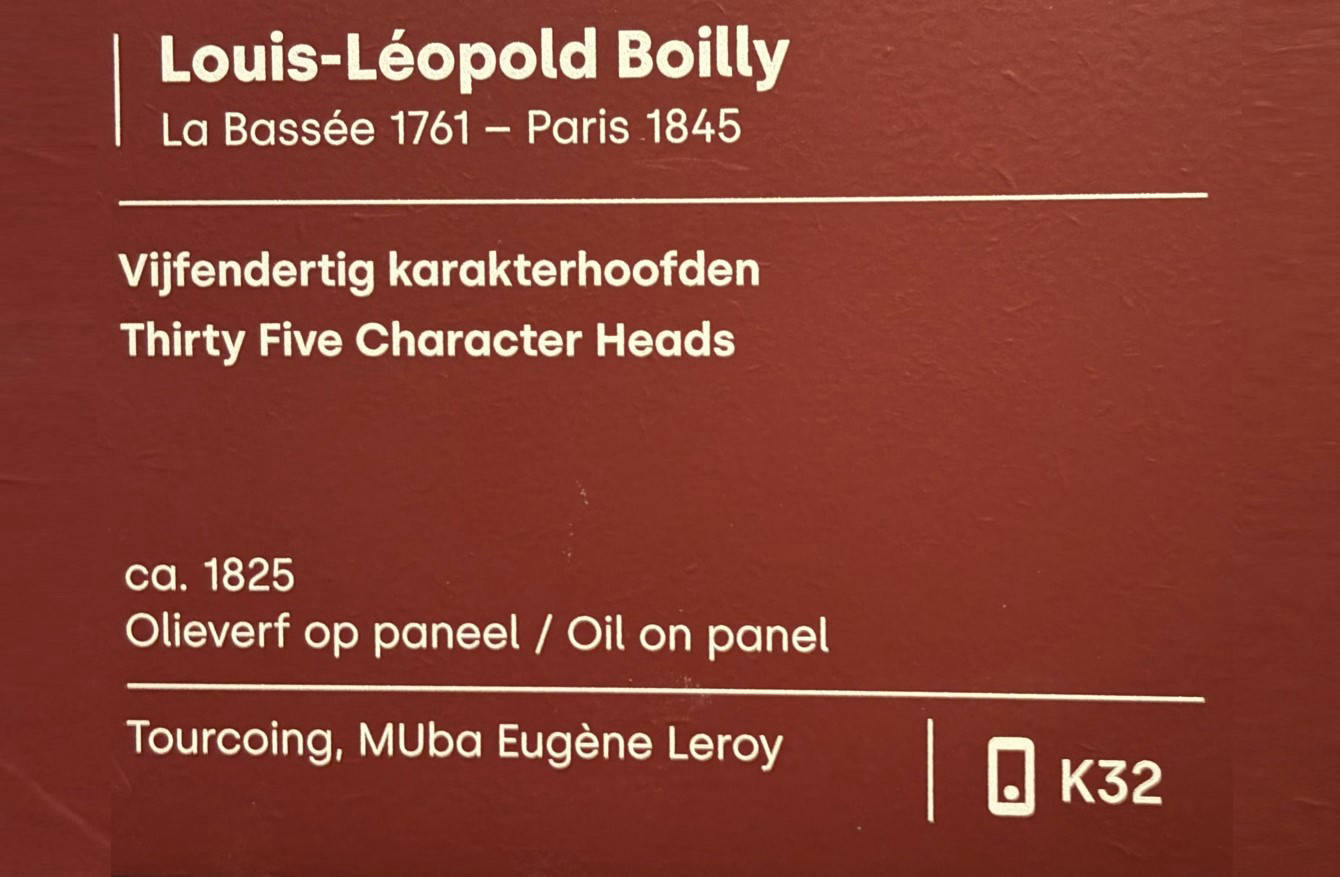 Louis-Léopold Boilly
La Bassée 1761 – Paris 1845
Vijfendertig karakterhoofden
Thirty Five Character Heads
ca. 1825
Olieverf op paneel / Oil on panel
Tourcoing, MUba Eugène Leroy
K32